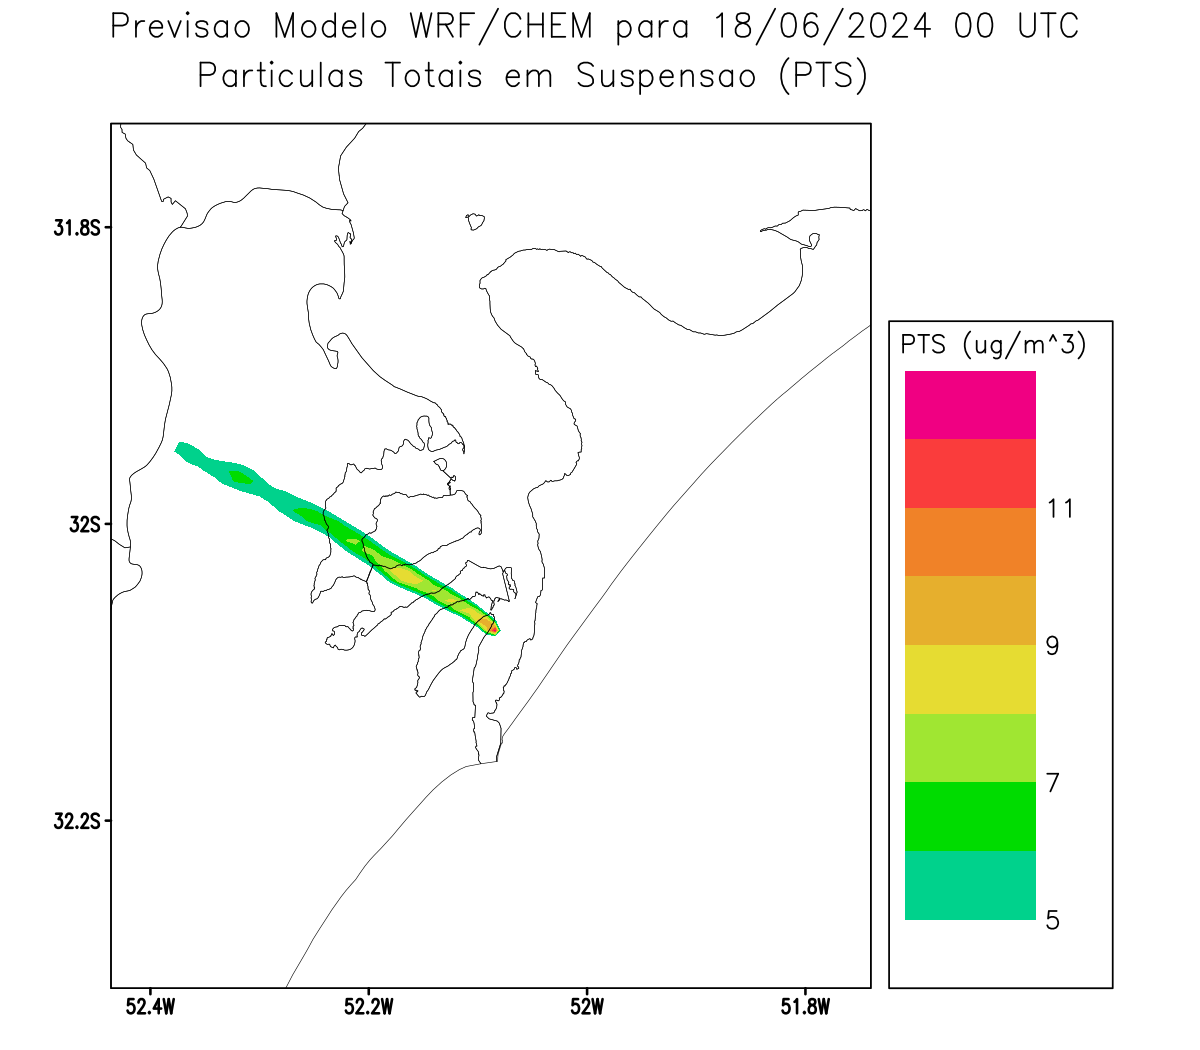 Previsao Modelo WRF/CHEM para 18/06/2024 00 UTC
Particulas Totais em Suspensao (PTS)
31.8S
32S
32.2S
52.4W
52.2W
52W
51.8W
PTS (ug/m^3)
11
9
7
5